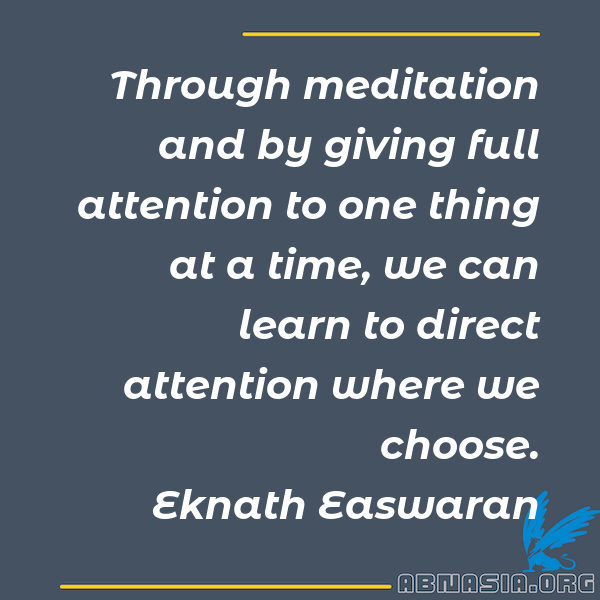 Through meditation
and by giving full
attention to one thing
at a time, we can
learn to direct
attention where we
choose.
Eknath Easwaran
ABNASIA.ORG